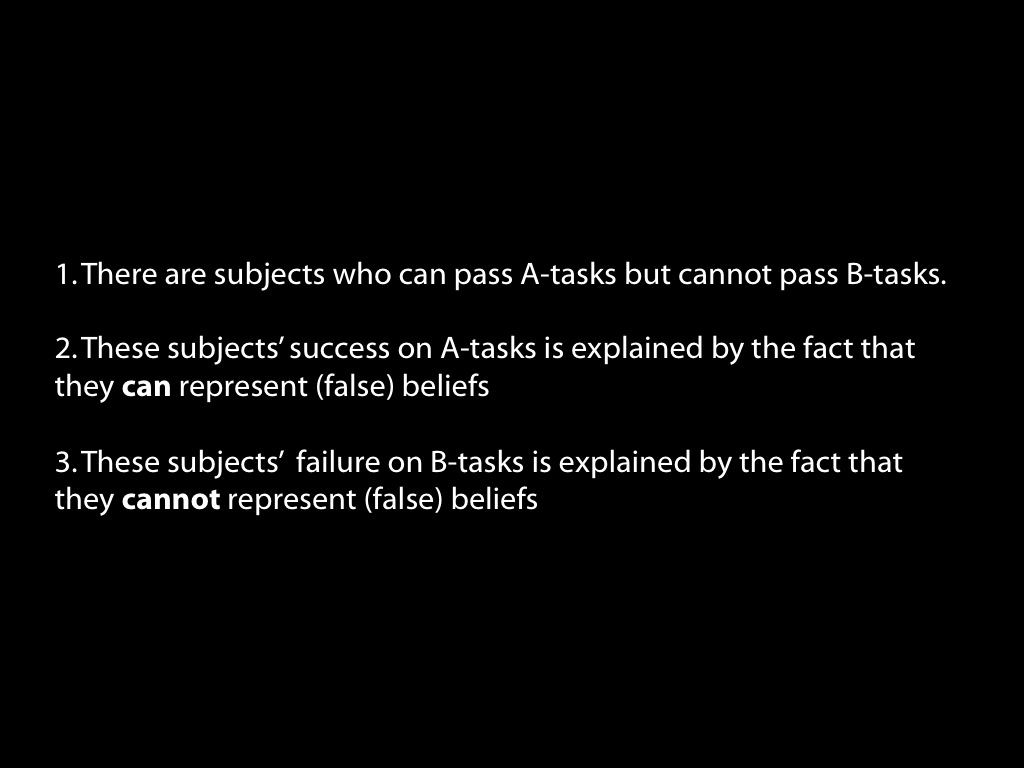 1. There are subjects who can pass A-tasks but cannot pass B-tasks.
2. These subjects’ success on A-tasks is explained by the fact that
they can represent (false) beliefs
3. These subjects’  failure on B-tasks is explained by the fact that
they cannot represent (false) beliefs